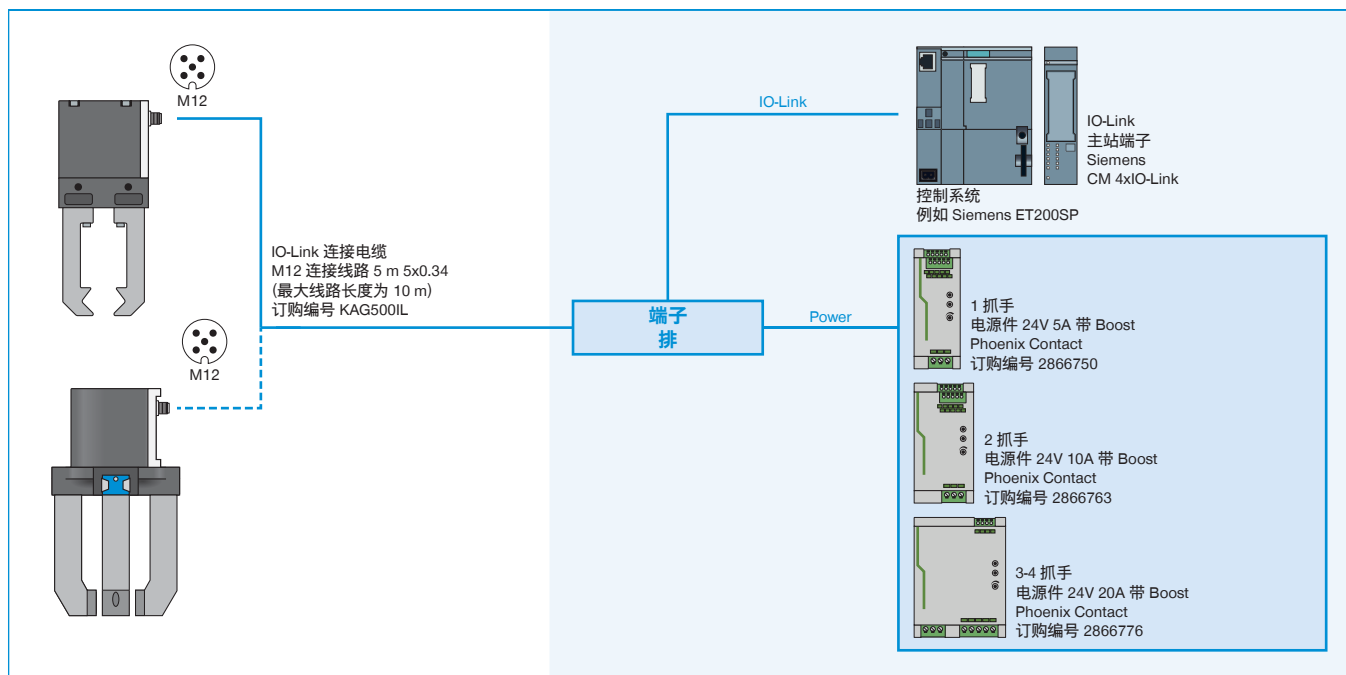 M12
IO-Link 连接电缆
M12 连接线路 5 m 5x0.34
(最大线路长度为 10 m)
订购编号 KAG500IL
M12
端子
排
IO-Link
Power
控制系统
例如 Siemens ET200SP
IO-Link
主站端子
Siemens
CM 4xIO-Link
1 抓手
电源件 24V 5A 带 Boost
Phoenix Contact
订购编号 2866750
2 抓手
电源件 24V 10A 带 Boost
Phoenix Contact
订购编号 2866763
3-4 抓手
电源件 24V 20A 带 Boost
Phoenix Contact
订购编号 2866776